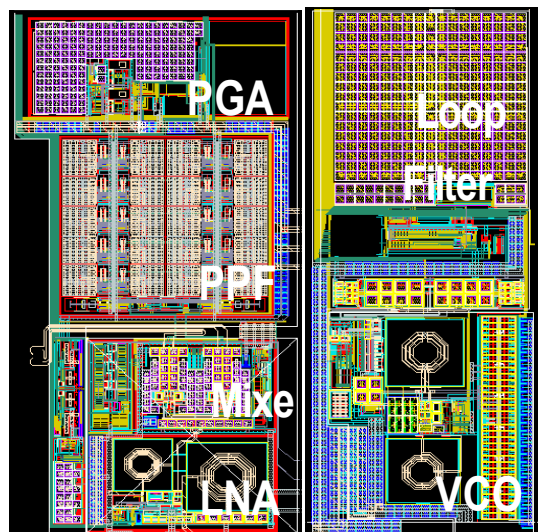 PGA
PPF
Mixe
LNA
Loop
Filter
VCO